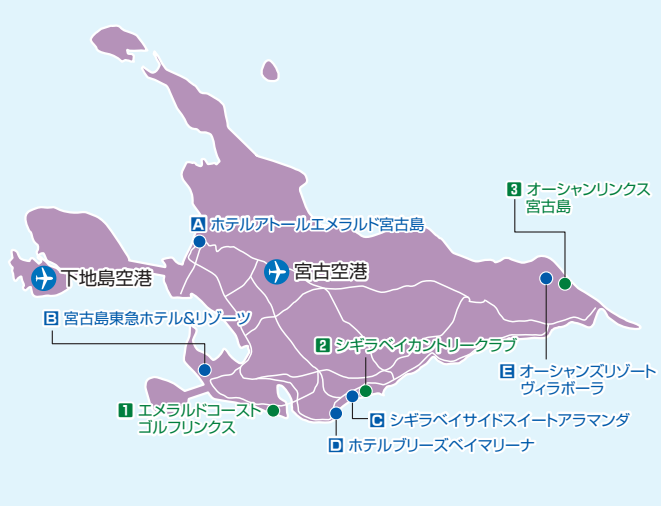 3 オーシャンリンクス
宮古島
A ホテルアトールエメラルド宮古島
下地島空港
宮古空港
B 宮古島東急ホテル&リゾーツ
2 シギラベイカントリークラブ
E オーシャンズリゾート
ヴィラボーラ
1 エメラルドコースト
ゴルフリンクス
C シギラベイサイドスイートアラマンダ
D ホテルブリーズベイマリーナ